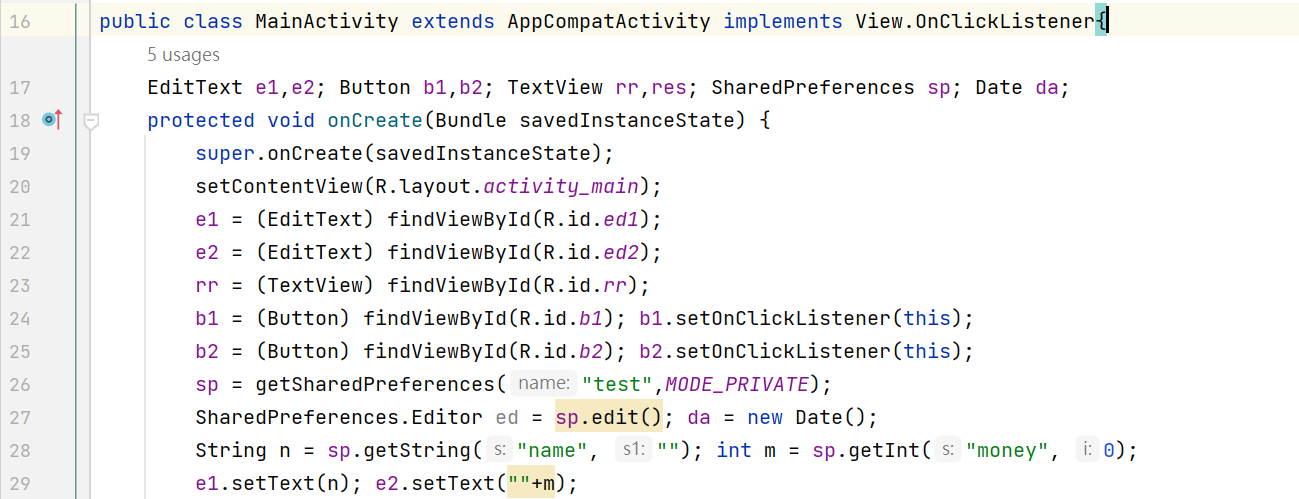 16 public class MainActivity extends AppCompatActivity implements View.OnClickListener{
5 usages
17 EditText e1,e2; Button b1,b2; TextView rr,res; SharedPreferences sp; Date da;
18 protected void onCreate(Bundle savedInstanceState) {
19 super.onCreate(savedInstanceState);
20 setContentView(R.layout.activity_main);
21 e1 = (EditText) findViewById(R.id.ed1);
22 e2 = (EditText) findViewById(R.id.ed2);
23 rr = (TextView) findViewById(R.id.rr);
24 b1 = (Button) findViewById(R.id.b1); b1.setOnClickListener(this);
25 b2 = (Button) findViewById(R.id.b2); b2.setOnClickListener(this);
26 sp = getSharedPreferences( name: "test",MODE_PRIVATE);
27 SharedPreferences.Editor ed = sp.edit(); da = new Date();
28 String n = sp.getString( s: "name", s1: ""); int m = sp.getInt( s: "money", i: 0);
29 e1.setText(n); e2.setText(""+m);